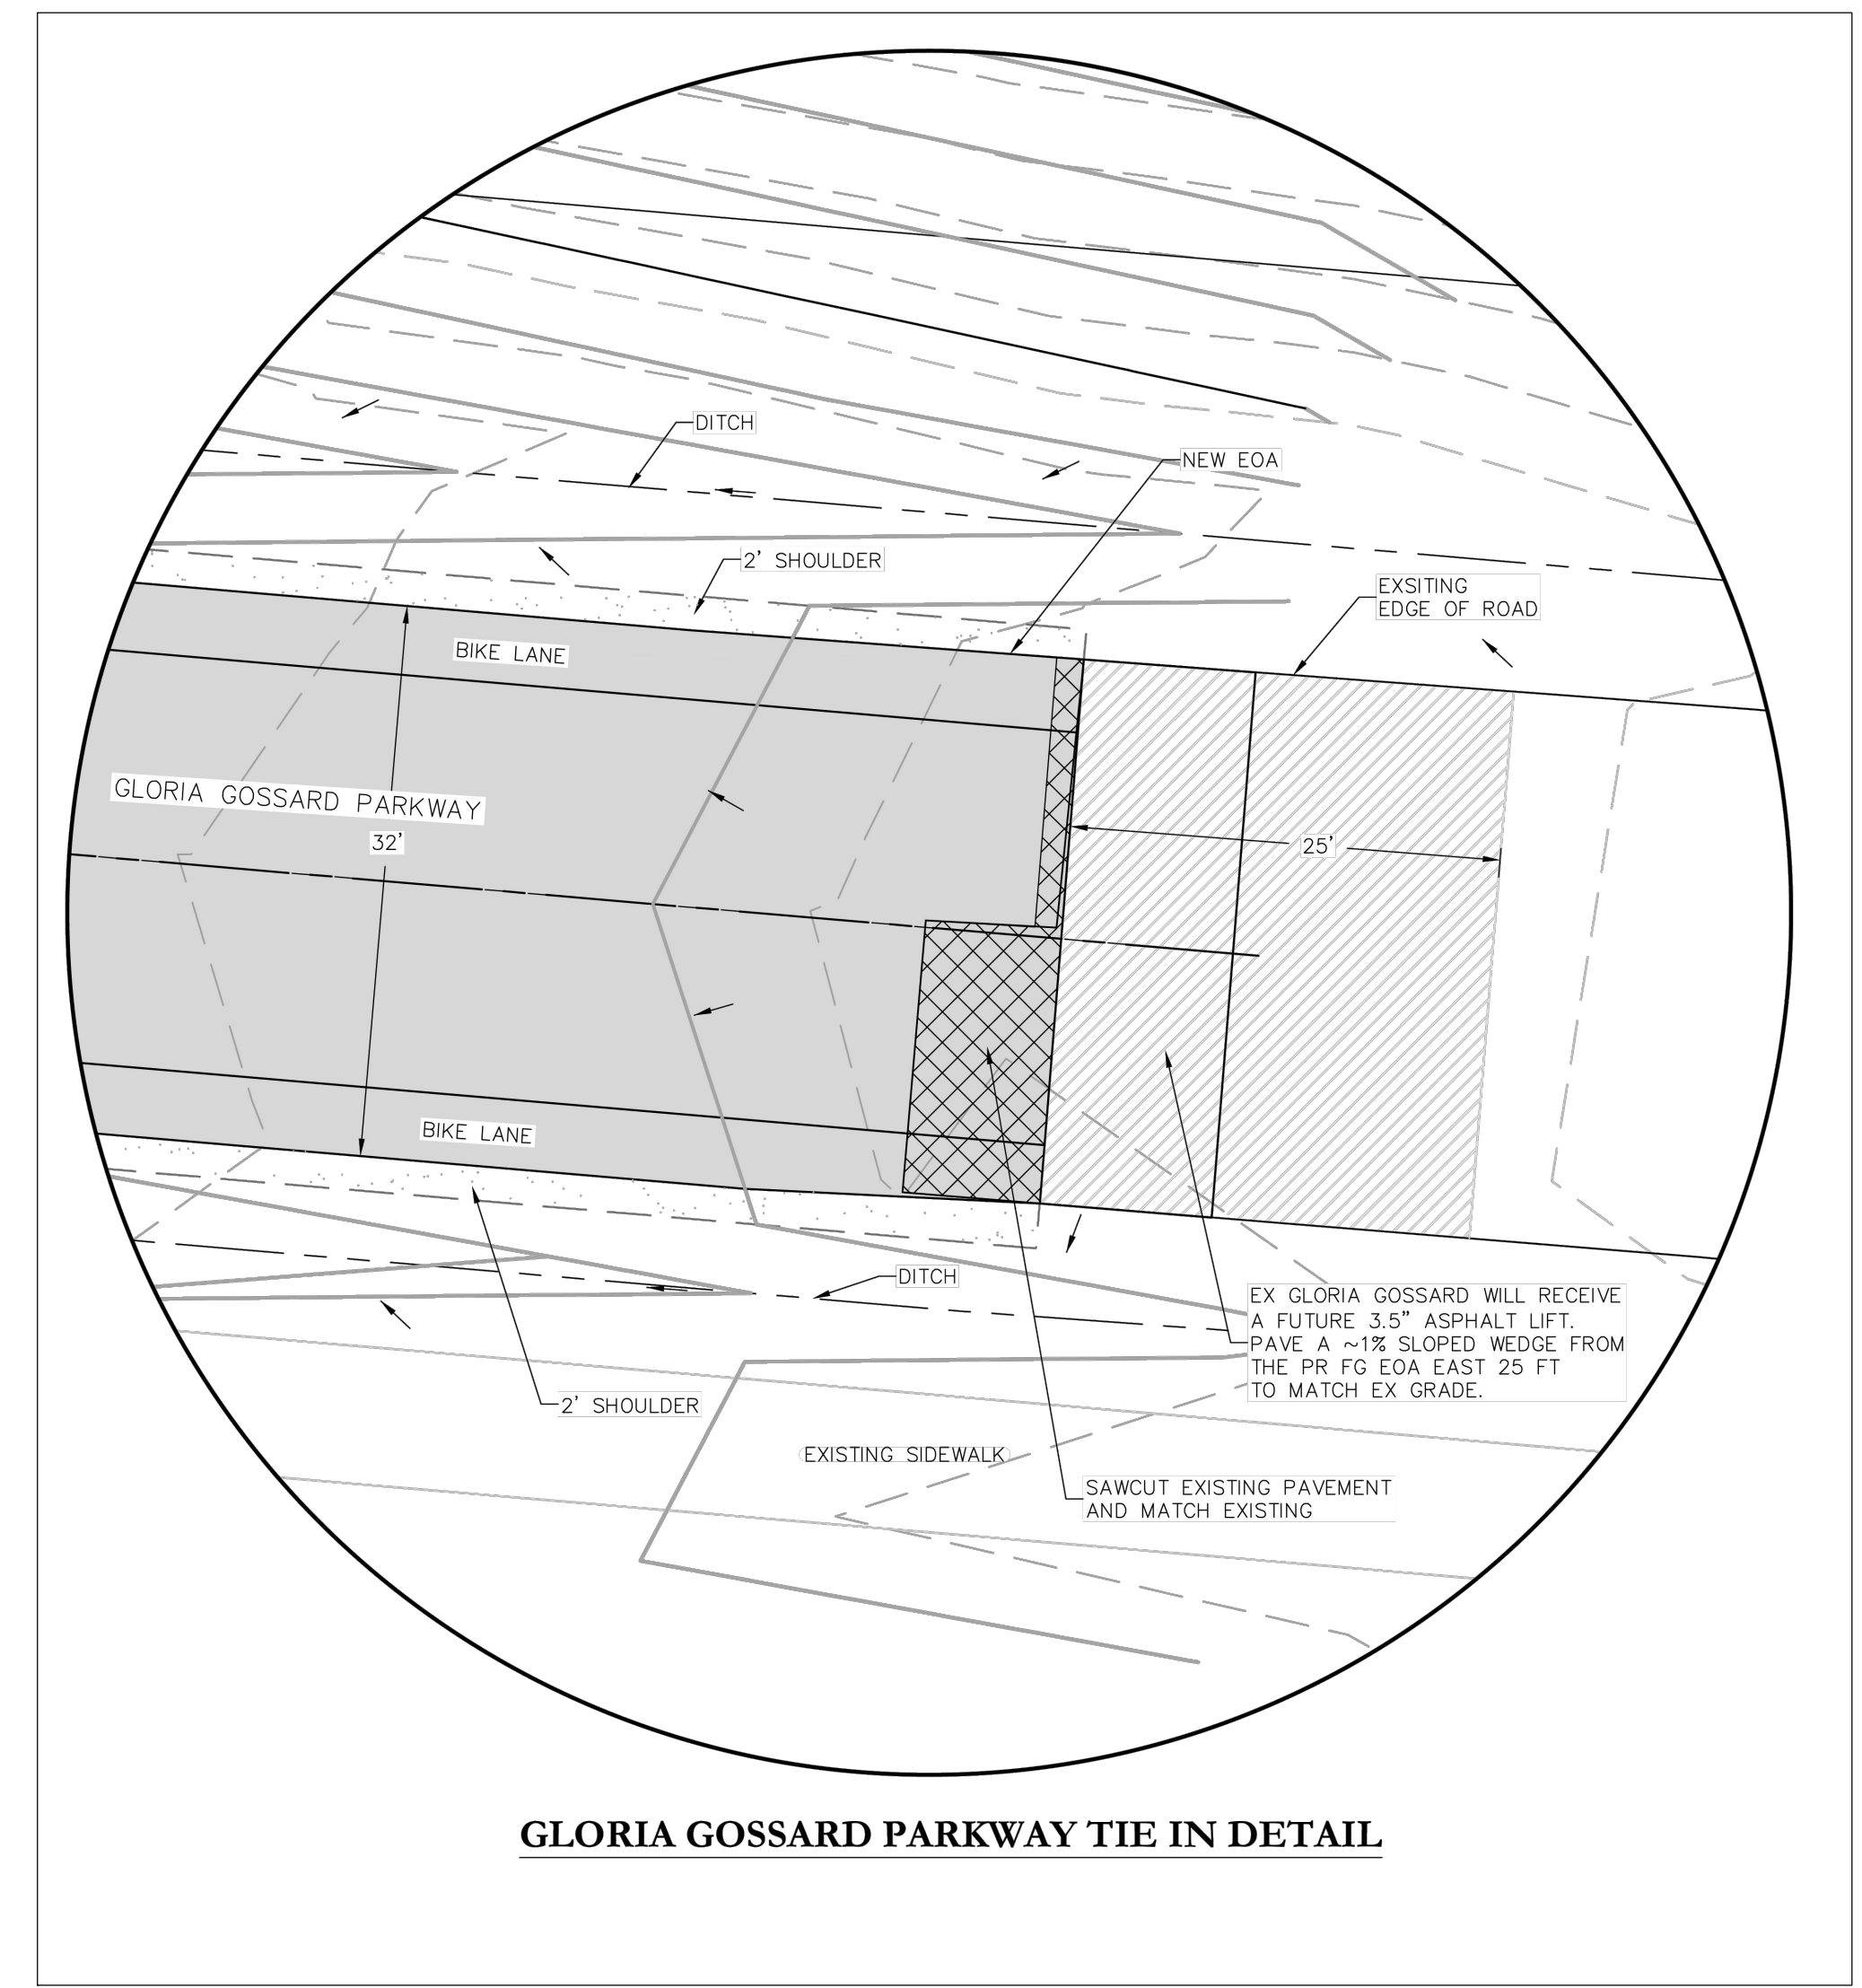 DITCH
NEW EOA
2' SHOULDER
EXSITING
EDGE OF ROAD
BIKE LANE
GLORIA GOSSARD PARKWAY
32'
25'
BIKE LANE
DITCH
EX GLORIA GOSSARD WILL RECEIVE
A FUTURE 3.5" ASPHALT LIFT.
PAVE A ~1% SLOPED WEDGE FROM
THE PR FG EOA EAST 25 FT
TO MATCH EX GRADE.
2' SHOULDER
EXISTING SIDEWALK
SAWCUT EXISTING PAVEMENT
AND MATCH EXISTING
GLORIA GOSSARD PARKWAY TIE IN DETAIL